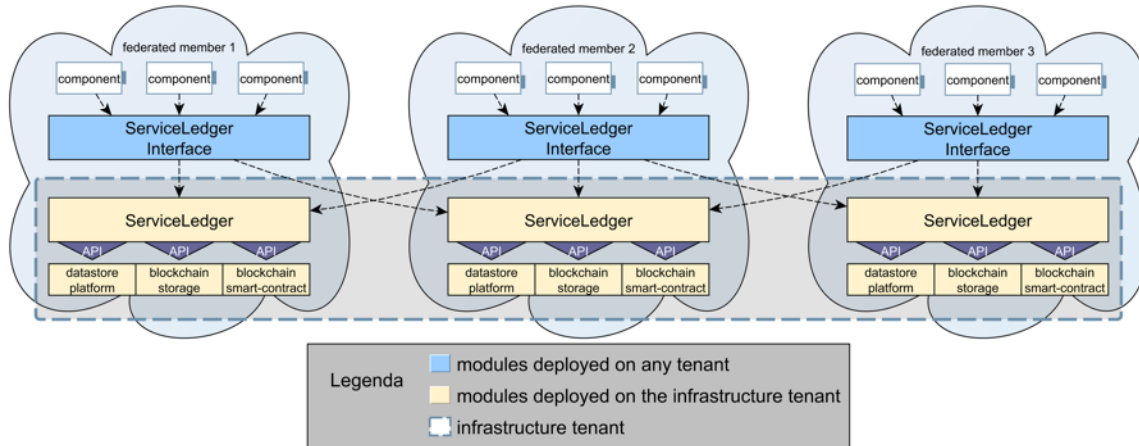 federated member 1
federated member 2
federated member 3
component component component
component component component
component component component
ServiceLedger
Interface
ServiceLedger
Interface
ServiceLedger
Interface
ServiceLedger
ServiceLedger
ServiceLedger
API API API
API API API
API API API
datastore blockchain blockchain
platform storage smart-contract
datastore blockchain blockchain
platform storage smart-contract
datastore blockchain blockchain
platform storage smart-contract
Legenda
modules deployed on any tenant
modules deployed on the infrastructure tenant
infrastructure tenant